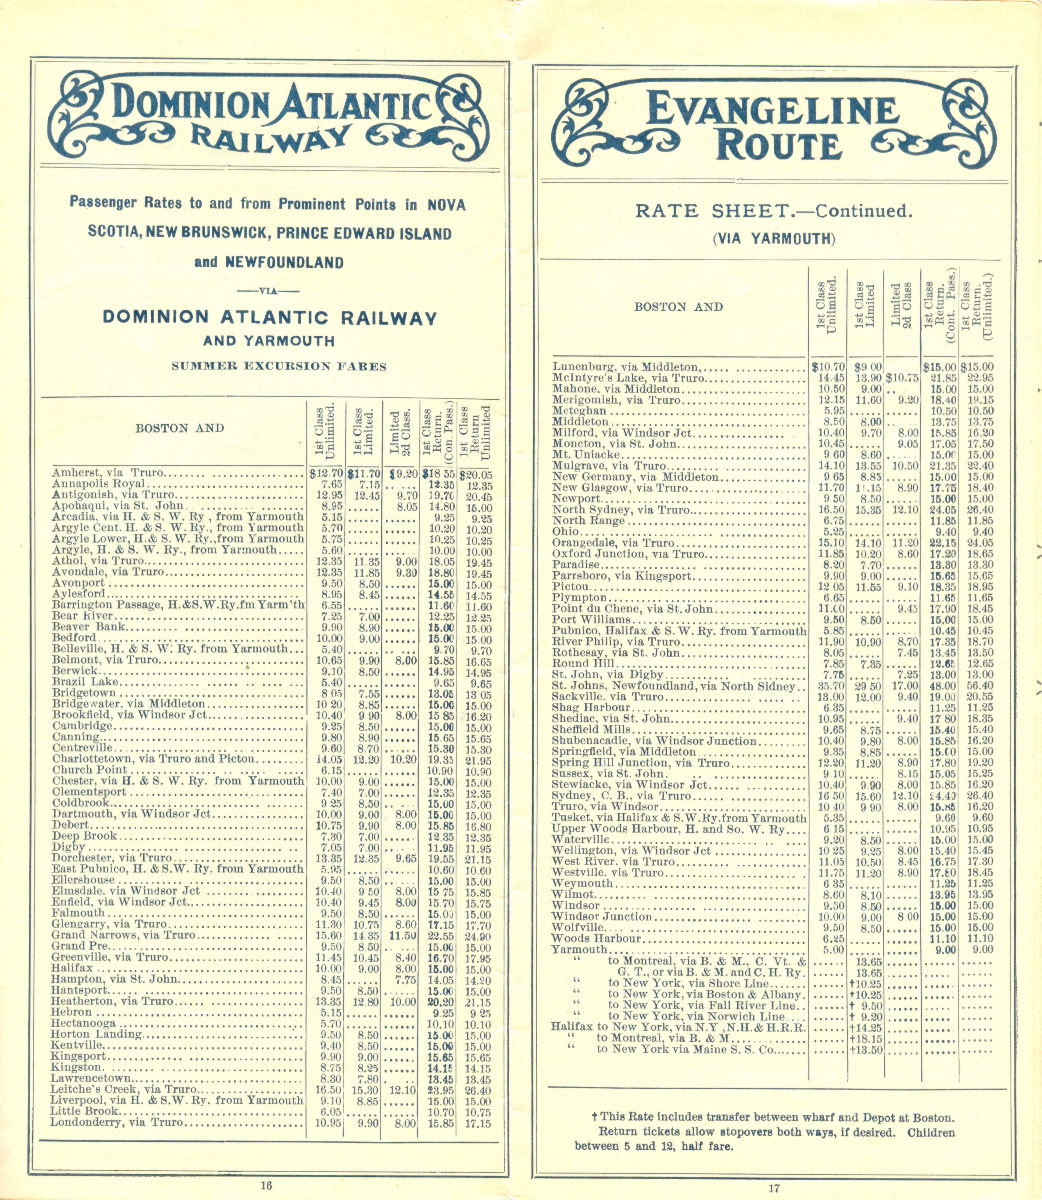 DOMINION ATLANTIC
RAILWAY
Passenger Rates to and from Prominent Points in NOVA
SCOTIA, NEW BRUNSWICK, PRINCE EDWARD ISLAND
and NEWFOUNDLAND
—VIA—
DOMINION ATLANTIC RAILWAY
AND YARMOUTH
SUMMER EXCURSION FARES
BOSTON AND | 1st Class Unlimited. | 1st Class Limited. | Limited 2d Class. | 1st Class Return. (Con. Pass.) | 1st Class Return Unlimited
Amherst, via Truro $12.70 $11.70 $9.20 $18 55 $20.05
Annapolis Royal 7.65 7.15 12.35 12.35
Antigonish, via Truro 12.95 12.45 9.70 19.70 20.45
Apohaqui, via St. John 8.95 8.05 14.80 15.00
Arcadia, via H. & S. W. Ry , from Yarmouth 5.15 9.25 9.25
Argyle Cent. H. & S. W. Ry., from Yarmouth 5.70 10.20 10.20
Argyle Lower, H.& S. W. Ry.,from Yarmouth 5.75 10.25 10.25
Argyle, H. & S. W. Ry., from Yarmouth 5.60 10.00 10.00
Athol, via Truro 12.35 11.35 9.00 18.05 19.45
Avondale, via Truro 12.35 11.85 9.30 18.80 19.45
Avonport 9.50 8.50 15.00 15.00
Aylesford 8.95 8.45 14.55 14.55
Barrington Passage, H.&S.W.Ry.fm Yarm'th 6.55 11.60 11.60
Bear River 7.25 7.00 12.25 12.25
Beaver Bank 9.90 8.90 15.00 15.00
Bedford 10.00 9.00 15.00 15.00
Belleville, H. & S. W. Ry. from Yarmouth 5.40 9.70 9.70
Belmont, via Truro 10.65 9.90 8.00 15.85 16.65
Berwick 9.10 8.50 14.95 14.95
Brazil Lake 5.40 9.65 9.65
Bridgetown 8 05 7.55 13.05 13 05
Bridgewater, via Middleton 10 20 8.85 15.00 15.00
Brookfield, via Windsor Jct 10.40 9 90 8.00 15 85 16.20
Cambridge 9.25 8.50 15.00 15.00
Canning 9.80 8.90 15 65 15.65
Centreville 9.60 8.70 15.30 15.30
Charlottetown, via Truro and Pictou 14.05 12.20 10.20 19.35 21.95
Church Point 6.15 10.90 10.90
Chester, via H. & S. W. Ry. from Yarmouth 10.00 9.00 15.00 15.00
Clementsport 7.40 7.00 12.35 12.35
Coldbrook 9 25 8.50 15.00 15.00
Dartmouth, via Windsor Jct 10.00 9.00 8.00 15.00 15.00
Debert 10.75 9.90 8.00 15.85 16.80
Deep Brook 7.30 7.00 12.35 12.35
Digby 7.05 7.00 11.95 11.95
Dorchester, via Truro 13.35 12.35 9.65 19.55 21.15
East Pubnico, H. & S.W. Ry. from Yarmouth 5.95 10.60 10.60
Ellershouse 9.50 8.50 15.00 15.00
Elmsdale, via Windsor Jct 10.40 9 50 8.00 15 75 15.85
Enfield, via Windsor Jct. 10.40 9.45 8.00 15.70 15.75
Falmouth 9.50 8.50 15.00 15.00
Glengarry, via Truro 11.30 10.75 8.60 17.15 17.70
Grand Narrows, via Truro 15.60 14.35 11.50 22.55 24.90
Grand Pre 9.50 8.50 15.00 15.00
Greenville, via Truro 11.45 10.45 8.40 16.70 17.95
Halifax 10.00 9.00 8.00 15.00 15.00
Hampton, via St. John 8.45 7.75 14.05 14.20
Hantsport 9.50 8.50 15.00 15.00
Heatherton, via Truro 13.35 12 80 10.00 20.20 21.15
Hebron 5.15 9.25 9 25
Hectanooga 5.70 10.10 10.10
Horton Landing 9.50 8.50 15.00 15.00
Kentville 9.40 8.50 15.00 15.00
Kingsport 9.90 9.00 15.65 15.65
Kingston 8.75 8.25 14.15 14.15
Lawrencetown 8.30 7.80 13.45 13.45
Leitche's Creek, via Truro 16.50 15.30 12.10 23.95 26.40
Liverpool, via H. & S.W. Ry. from Yarmouth 9.10 8.85 15.00 15.00
Little Brook 6.05 10.70 10.75
Londonderry, via Truro 10.95 9.90 8.00 15.85 17.15
16
EVANGELINE
ROUTE
RATE SHEET.—Continued.
(VIA YARMOUTH)
BOSTON AND | 1st Class Unlimited. | 1st Class Limited | Limited 2d Class | 1st Class Return. (Cont. Pass.) | 1st Class Return. (Unlimited.)
Lunenburg, via Middleton, $10.70 $9 00 $15.00 $15.00
McIntyre's Lake, via Truro 14.45 13.90 $10.75 21.85 22.95
Mahone, via Middleton 10.50 9.00 15.00 15.00
Merigomish, via Truro 12.15 11.60 9.20 18.40 19.15
Meteghan 5.95 10.50 10.50
Middleton 8.50 8.00 13.75 13.75
Milford, via Windsor Jct 10.40 9.70 8.00 15.85 16.20
Moncton, via St. John 10.45 9.05 17.05 17.50
Mt. Uniacke 9 60 8.60 15.00 15.00
Mulgrave, via Truro 14.10 13.55 10.50 21.35 22.40
New Germany, via Middleton 9 65 8.85 15.00 15.00
New Glasgow, via Truro 11.70 11.15 8.90 17.75 18.40
Newport 9 50 8.50 15.00 15.00
North Sydney, via Truro 16.50 15.35 12.10 24.05 26.40
North Range 6.75 11.85 11.85
Ohio 5.25 9.40 9.40
Orangedale, via Truro 15.10 14.10 11.20 22.15 24.05
Oxford Junction, via Truro 11.85 10.20 8.60 17.20 18.65
Paradise 8.20 7.70 13.30 13.30
Parrsboro, via Kingsport 9.90 9.00 15.65 15.65
Pictou 12 05 11.55 9.10 18.35 18.95
Plympton 6.65 11.65 11.65
Point du Chene, via St. John 11.00 9.45 17.90 18.45
Port Williams 9.50 8.50 15.00 15.00
Pubnico, Halifax & S. W. Ry. from Yarmouth 5.85 10.45 10.45
River Philip, via Truro 11.90 10.90 8.70 17.35 18.70
Rothesay, via St. John 8.05 7.45 13.45 13.50
Round Hill 7.85 7.35 12.65 12.65
St. John, via Digby 7.75 7.25 13.00 13.00
St. Johns, Newfoundland, via North Sidney 35.70 29 50 17.00 48.00 56.40
Sackville, via Truro 13.00 12.00 9.40 19.00 20.55
Shag Harbour 6.35 11.25 11.25
Shediac, via St. John 10.95 9.40 17 80 18.35
Sheffield Mills 9.65 8.75 15.40 15.40
Shubenacadie, via Windsor Junction 10.40 9.80 8.00 15.85 16.20
Springfield, via Middleton 9.35 8.85 15.00 15.00
Spring Hill Junction, via Truro 12.20 11.20 8.90 17.80 19.20
Sussex, via St. John 9 10 8.15 15.05 15.25
Stewiacke, via Windsor Jct 10.40 9.90 8.00 15.85 16.20
Sydney, C. B., via Truro 16 50 15.60 12.10 24.40 26.40
Truro, via Windsor 10 40 9 90 8.00 15.85 16.20
Tusket, via Halifax & S.W.Ry.from Yarmouth 5.35 9.60 9.60
Upper Woods Harbour, H. and So. W. Ry 6 15 10.95 10.95
Waterville 9.20 8.50 15.00 15.00
Wellington, via Windsor Jct 10 25 9.25 8.00 15.40 15.45
West River. via Truro 11.05 10.50 8.45 16.75 17.30
Westville. via Truro 11.75 11.20 8.90 17.80 18.45
Weymouth 6 35 11.25 11.25
Wilmot 8.60 8.10 13.95 13.95
Windsor 9.50 8.50 15.00 15.00
Windsor Junction 10.00 9.00 8 00 15.00 15.00
Wolfville 9.50 8.50 15.00 15.00
Woods Harbour 6.25 11.10 11.10
Yarmouth 5.00 9.00 9.00
“ to Montreal, via B. & M., C. Vt. & 13.65
G. T., or via B. & M. and C. H. Ry. 13.65
“ to New York, via Shore Line †10.25
“ to New York, via Boston & Albany. †10.25
“ to New York, via Fall River Line † 9.50
“ to New York, via Norwich Line † 9.20
Halifax to New York, via N.Y ,N.H.& H.R.R. †14.25
“ to Montreal, via B. & M. †18.15
“ to New York via Maine S. S. Co. †13.50
† This Rate includes transfer between wharf and Depot at Boston.
Return tickets allow stopovers both ways, if desired. Children
between 5 and 12, half fare.
17